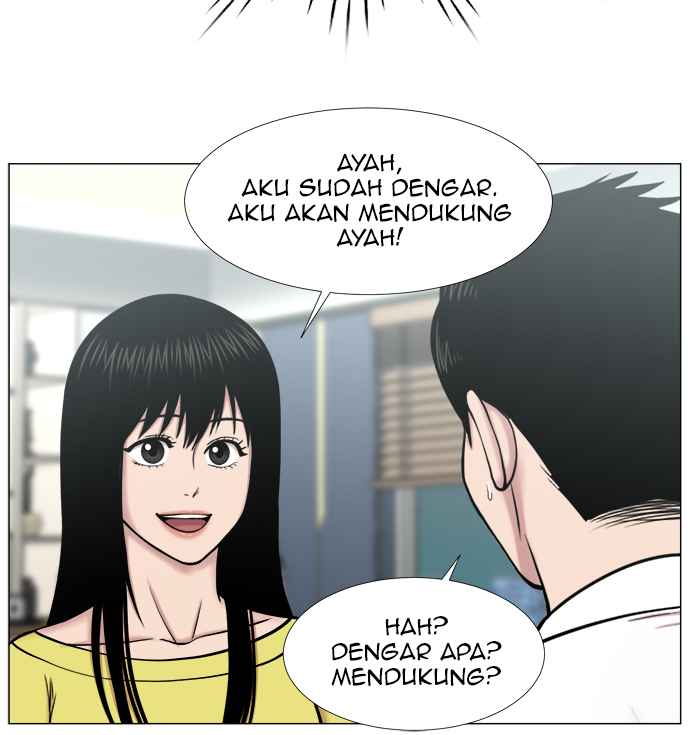 AYAH,
AKU SUDAH DENGAR.
AKU AKAN MENDUKUNG
AYAH!
HAH?
DENGAR APA?
MENDUKUNG?